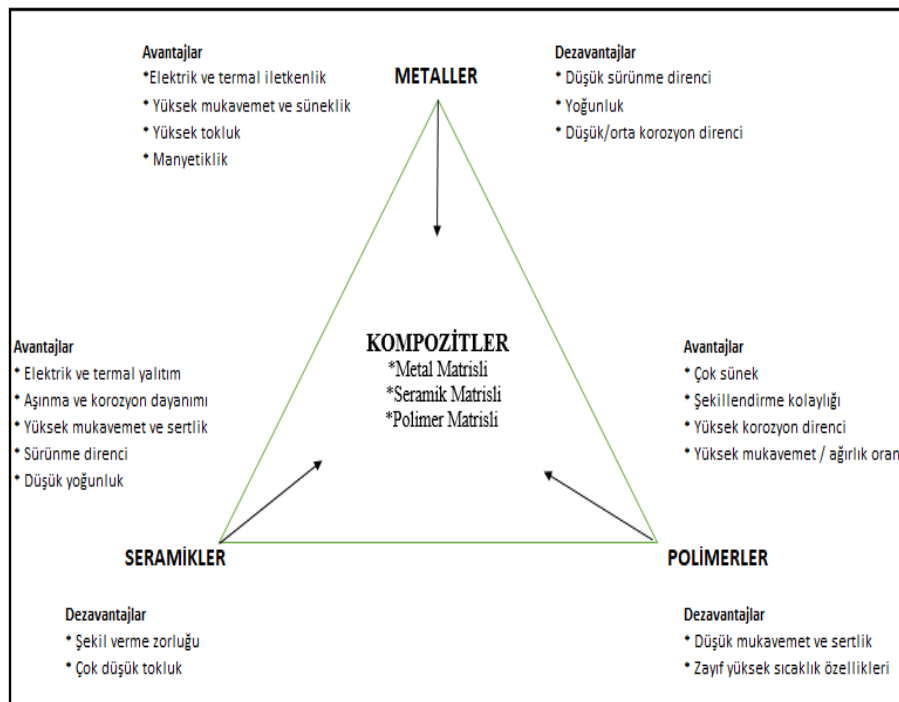 Avantajlar
*Elektrik ve termal iletkenlik
* Yüksek mukavemet ve süneklik
* Yüksek tokluk
* Manyetiklik
METALLER
Dezavantajlar
* Düşük sürünme direnci
* Yoğunluk
* Düşük/orta korozyon direnci
Avantajlar
* Elektrik ve termal yalıtım
* Aşınma ve korozyon dayanımı
* Yüksek mukavemet ve sertlik
* Sürünme direnci
* Düşük yoğunluk
KOMPOZİTLER
*Metal Matrisli
*Seramik Matrisli
*Polimer Matrisli
Avantajlar
* Çok sünek
* Şekillendirme kolaylığı
* Yüksek korozyon direnci
* Yüksek mukavemet / ağırlık oran
SERAMİKLER
POLİMERLER
Dezavantajlar
* Şekil verme zorluğu
* Çok düşük tokluk
Dezavantajlar
* Düşük mukavemet ve sertlik
* Zayıf yüksek sıcaklık özellikleri